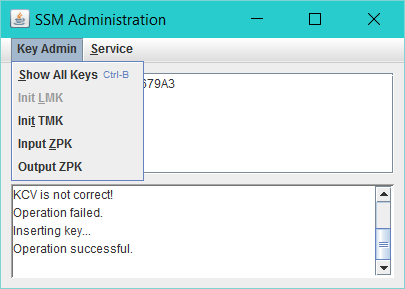 SSM Administration
Key Admin Service
Show All Keys Ctrl-B
Init LMK
Init TMK
Input ZPK
Output ZPK
679A3
KCV is not correct!
Operation failed.
Inserting key...
Operation successful.